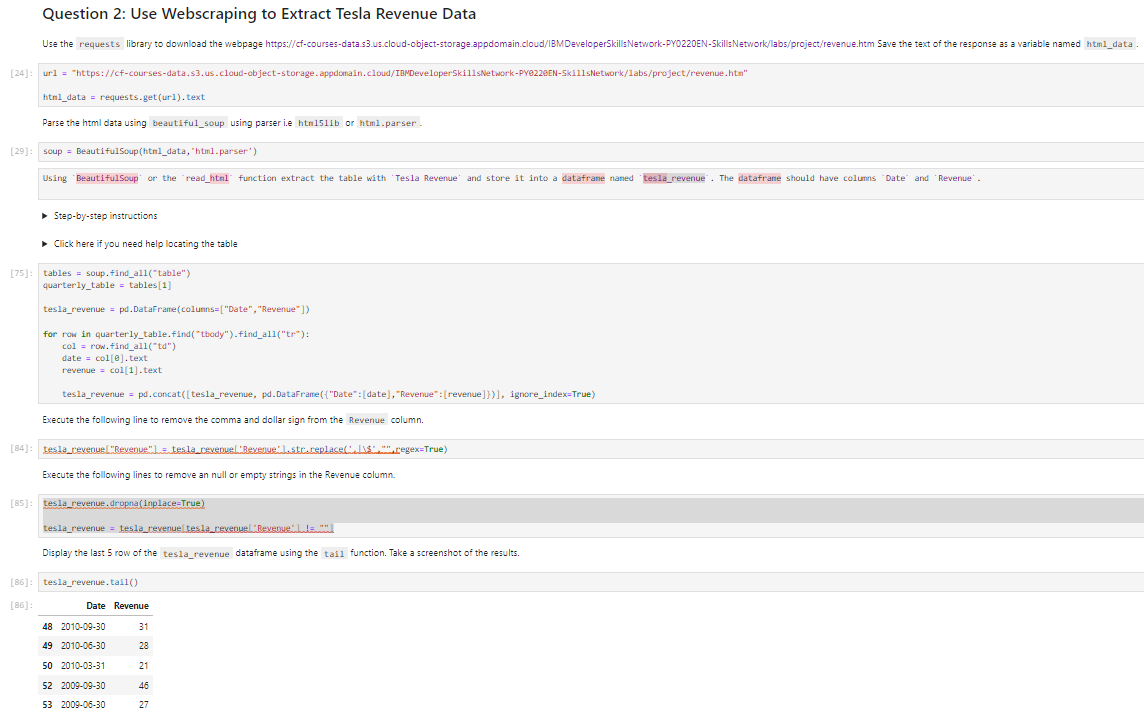 Question 2: Use Webscraping to Extract Tesla Revenue Data
Use the requests library to download the webpage https://cf-courses-data.s3.us.cloud-object-storage.appdomain.cloud/IBMDeveloperSkillsNetwork-PY0220EN-SkillsNetwork/labs/project/revenue.htm Save the text of the response as a variable named html_data.
[24]: url = "https://cf-courses-data.s3.us.cloud-object-storage.appdomain.cloud/IBMDeveloperSkillsNetwork-PY0220EN-SkillsNetwork/labs/project/revenue.htm"
html_data = requests.get(url).text
Parse the html data using beautiful_soup using parser i.e html5lib or html.parser.
[29]: soup = BeautifulSoup(html_data,'html.parser')
Using `BeautifulSoup` or the `read_html` function extract the table with `Tesla Revenue` and store it into a dataframe named `tesla_revenue`. The dataframe should have columns `Date` and `Revenue`.
▶ Step-by-step instructions
▶ Click here if you need help locating the table
[75]: tables = soup.find_all("table")
quarterly_table = tables[1]
tesla_revenue = pd.DataFrame(columns=["Date","Revenue"])
for row in quarterly_table.find("tbody").find_all("tr"):
    col = row.find_all("td")
    date = col[0].text
    revenue = col[1].text
    tesla_revenue = pd.concat([tesla_revenue, pd.DataFrame({"Date":[date],"Revenue":[revenue]})], ignore_index=True)
Execute the following line to remove the comma and dollar sign from the Revenue column.
[84]: tesla_revenue["Revenue"] = tesla_revenue['Revenue'].str.replace(',|\$',"",regex=True)
Execute the following lines to remove an null or empty strings in the Revenue column.
[85]: tesla_revenue.dropna(inplace=True)
tesla_revenue = tesla_revenue[tesla_revenue['Revenue'] != ""]
Display the last 5 row of the tesla_revenue dataframe using the tail function. Take a screenshot of the results.
[86]: tesla_revenue.tail()
[86]: Date Revenue
48 2010-09-30 31
49 2010-06-30 28
50 2010-03-31 21
52 2009-09-30 46
53 2009-06-30 27